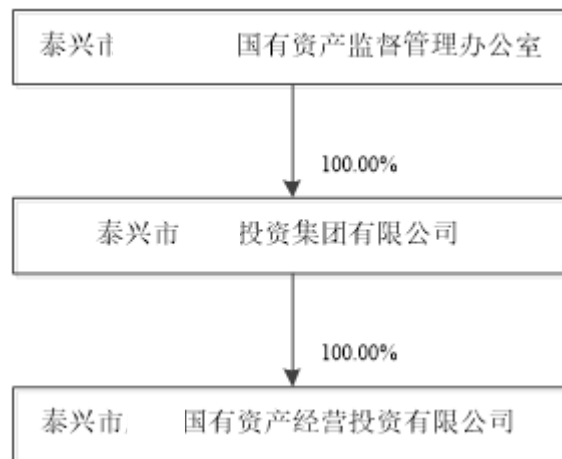 泰兴市 国有资产监督管理办公室
100.00%
泰兴市 投资集团有限公司
100.00%
泰兴市 国有资产经营投资有限公司